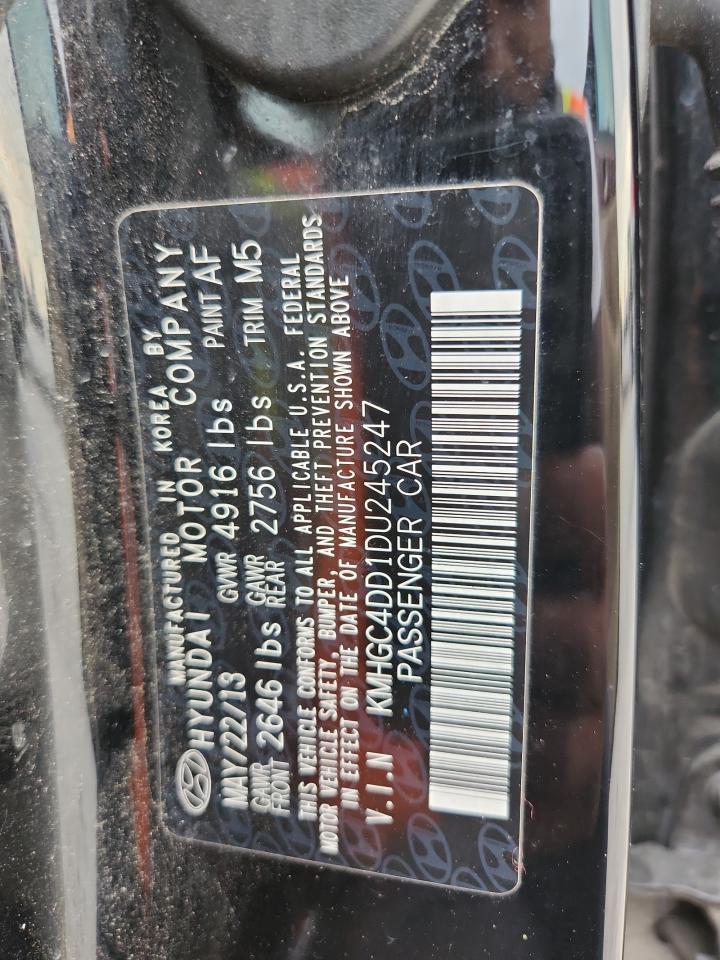 MANUFACTURED IN KOREA BY
HYUNDAI MOTOR COMPANY
MAY/22/13 GVWR 4916 lbs PAINT AF
GAWR FRONT 2646 lbs GAWR REAR 2756 lbs TRIM M5
THIS VEHICLE CONFORMS TO ALL APPLICABLE U.S.A. FEDERAL
MOTOR VEHICLE SAFETY, BUMPER, AND THEFT PREVENTION STANDARDS
IN EFFECT ON THE DATE OF MANUFACTURE SHOWN ABOVE
V.I.N KMHGC4DD1DU245247
PASSENGER CAR